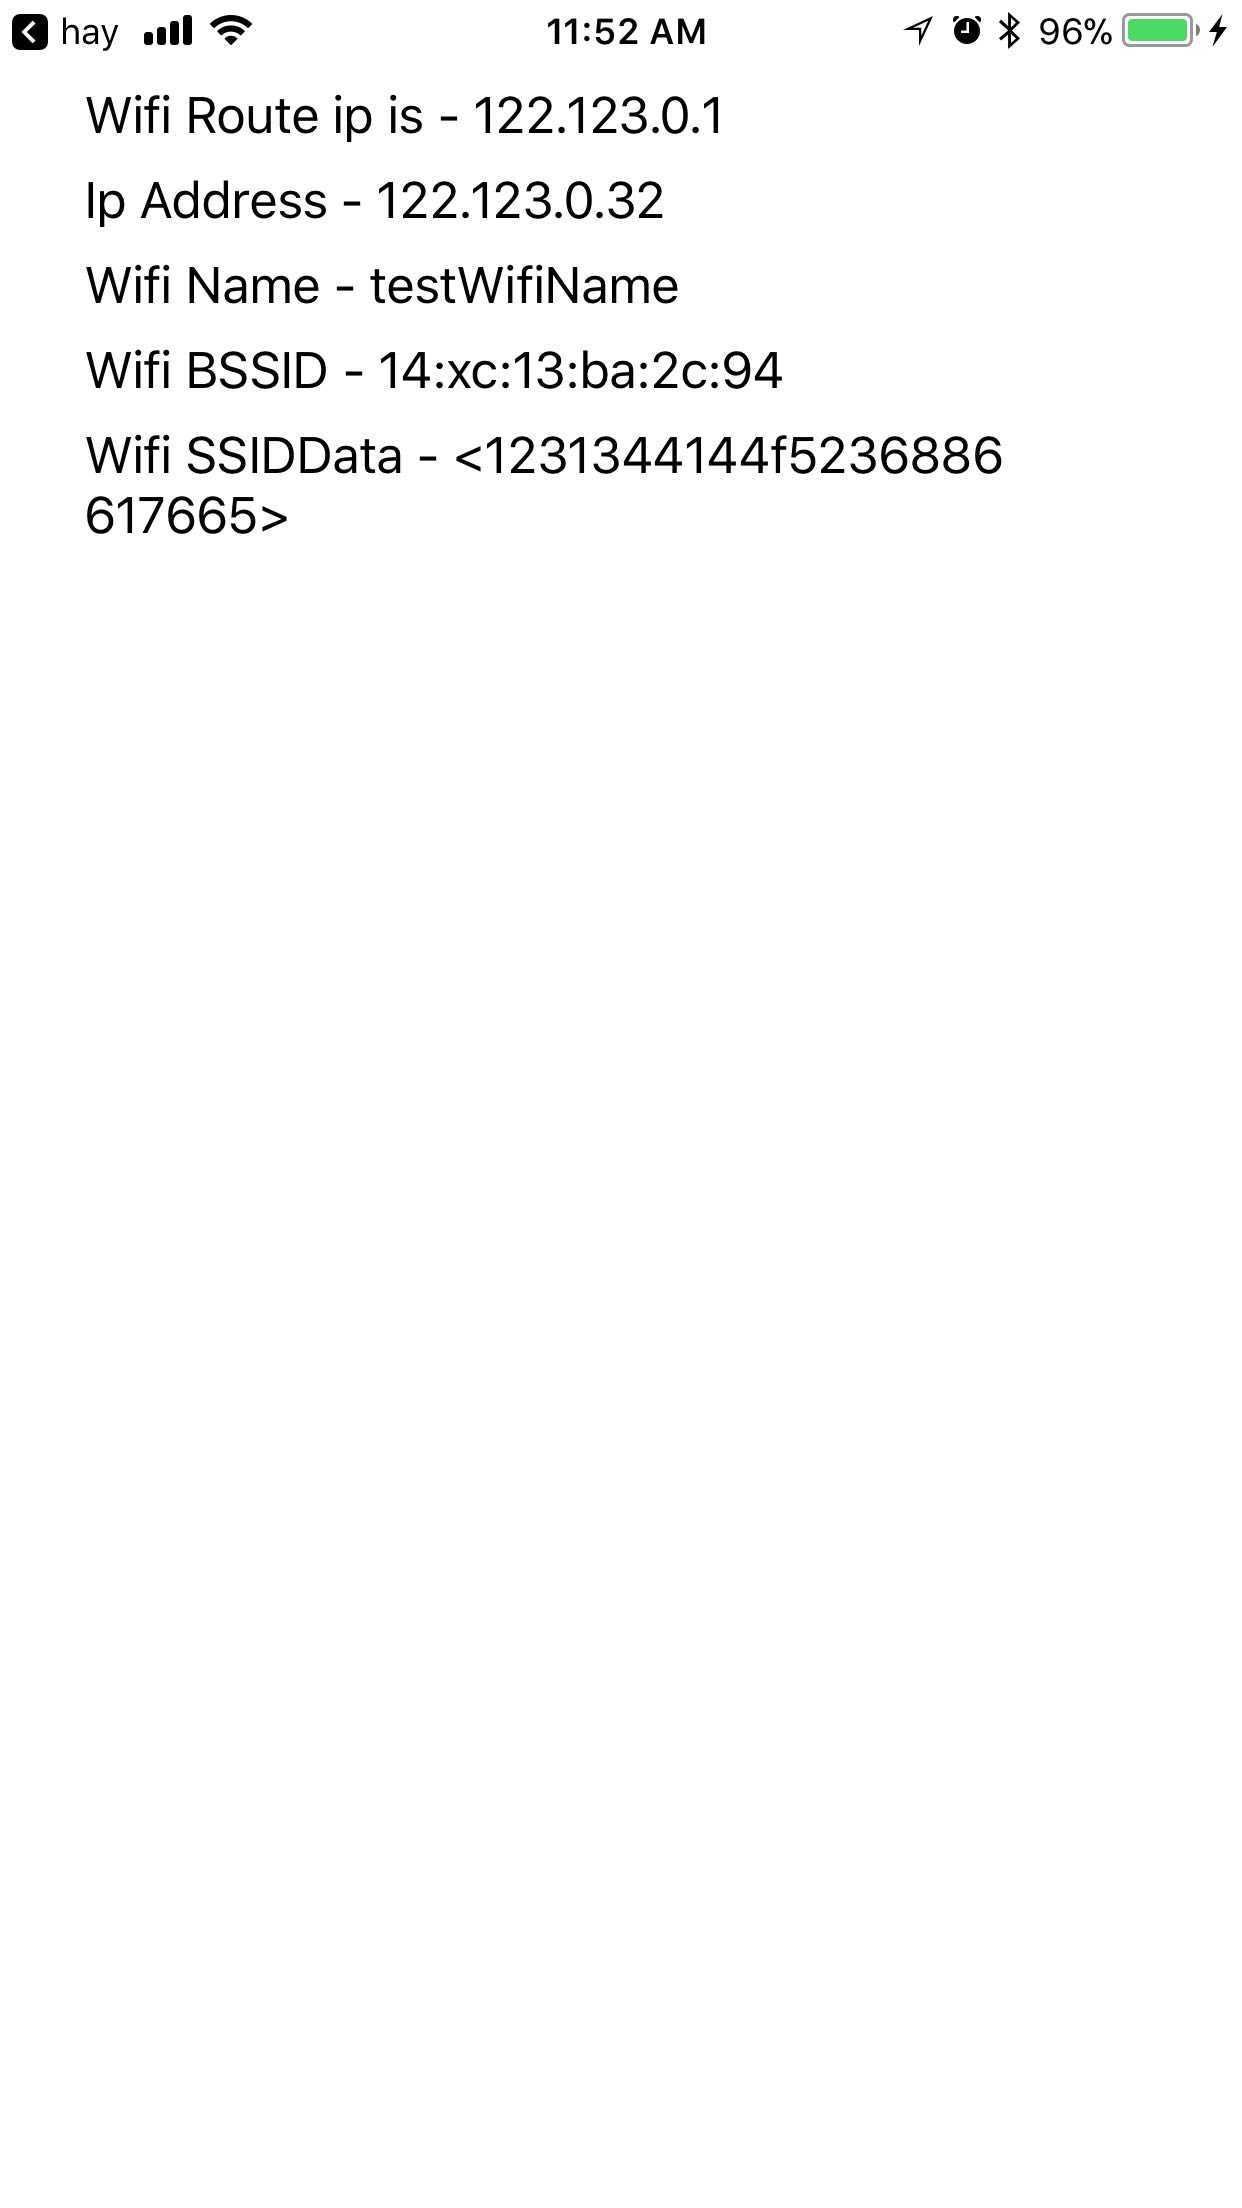 hay 11:52 AM 96%
Wifi Route ip is - 122.123.0.1
Ip Address - 122.123.0.32
Wifi Name - testWifiName
Wifi BSSID - 14:xc:13:ba:2c:94
Wifi SSIDData - <1231344144f5236886
617665>